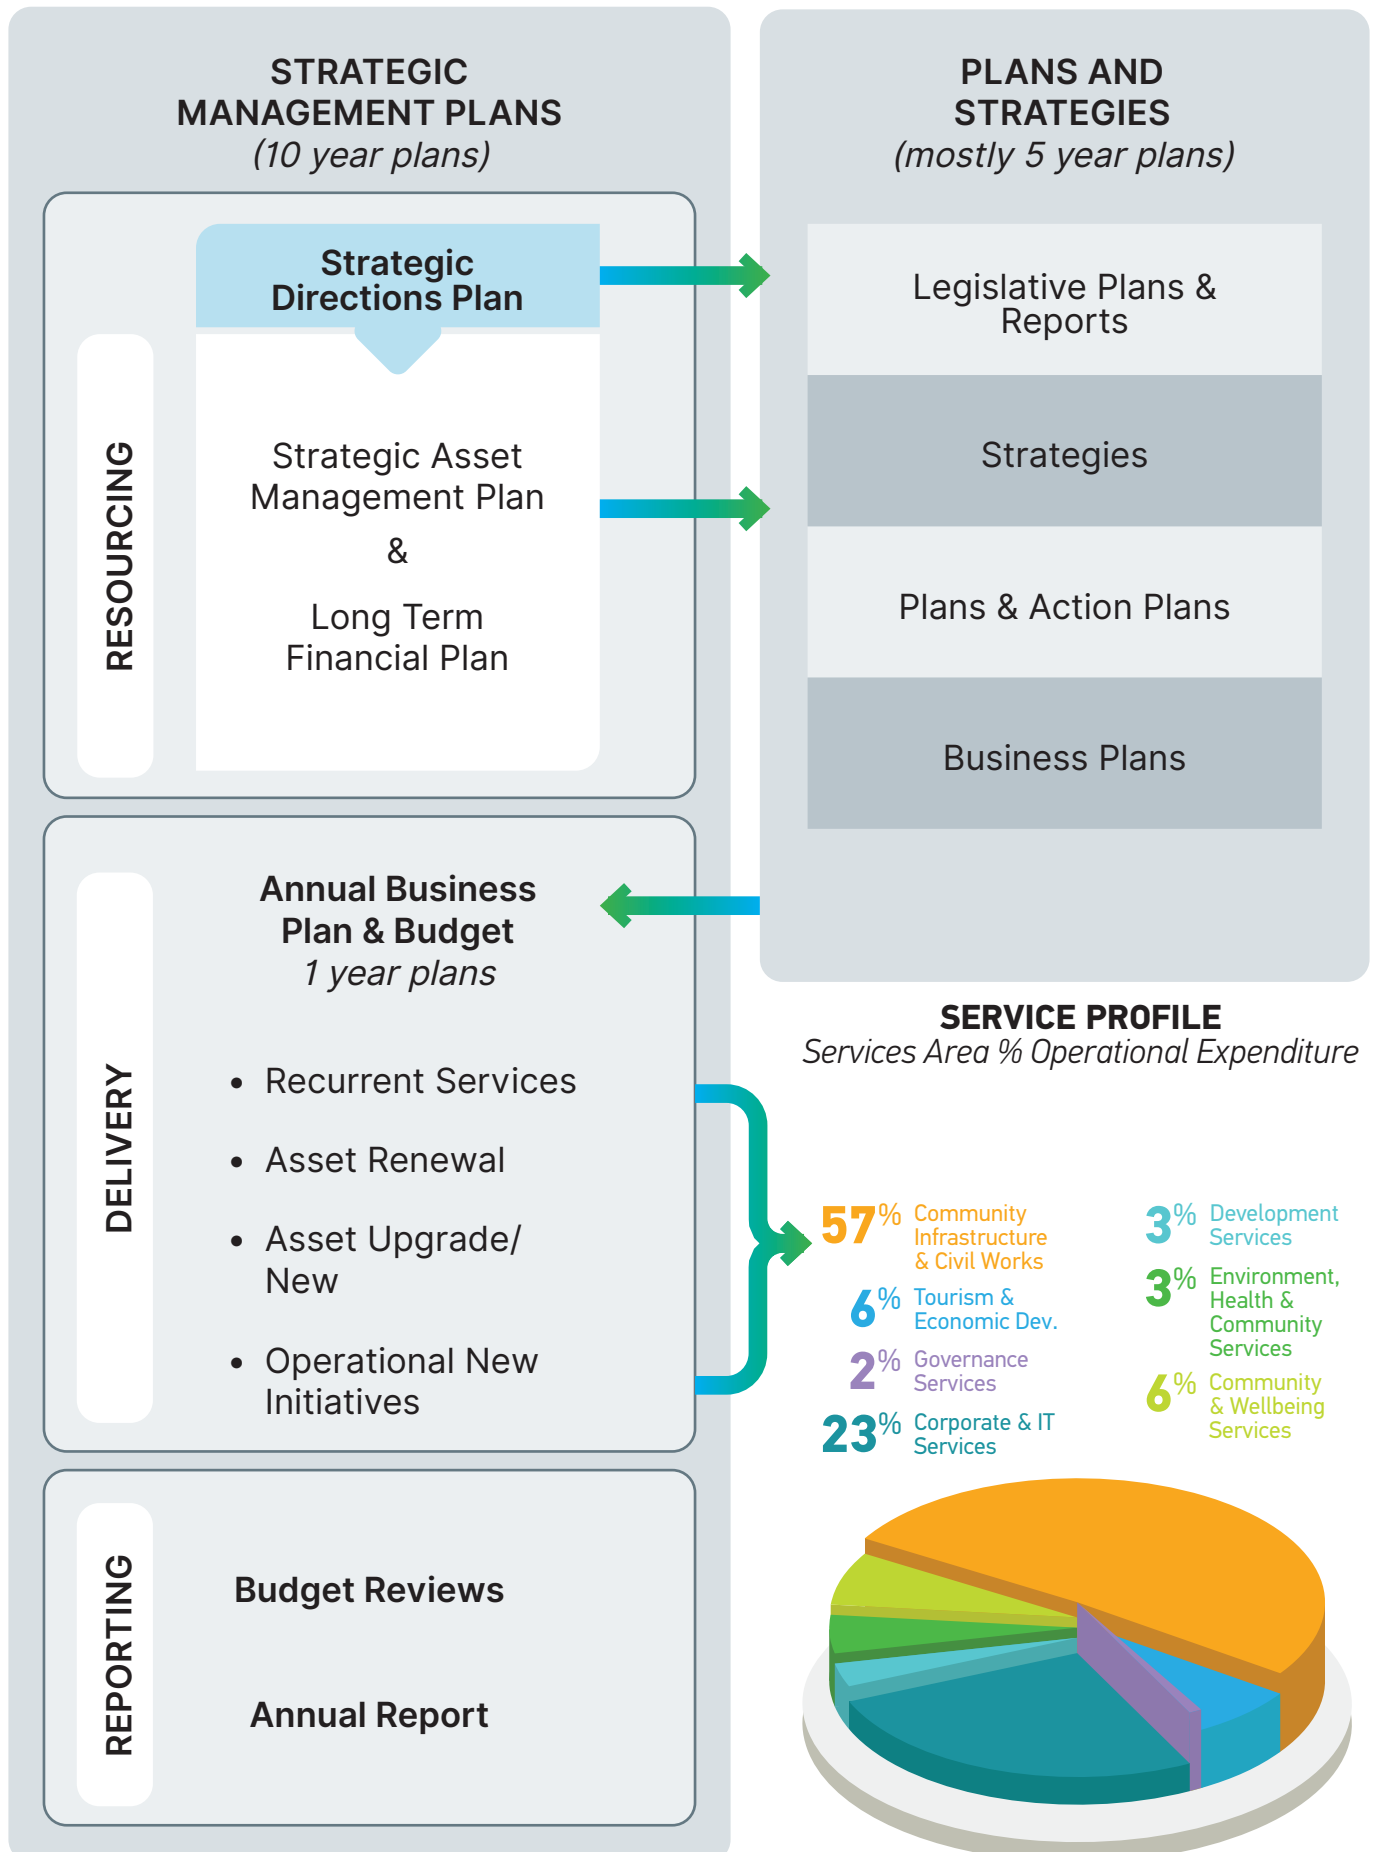 STRATEGIC
MANAGEMENT PLANS
(10 year plans)
RESOURCING
Strategic
Directions Plan
Strategic Asset
Management Plan
&
Long Term
Financial Plan
PLANS AND
STRATEGIES
(mostly 5 year plans)
Legislative Plans &
Reports
Strategies
Plans & Action Plans
Business Plans
DELIVERY
Annual Business
Plan & Budget
1 year plans
• Recurrent Services
• Asset Renewal
• Asset Upgrade/
New
• Operational New
Initiatives
SERVICE PROFILE
Services Area % Operational Expenditure
57% Community
Infrastructure
& Civil Works
6% Tourism &
Economic Dev.
2% Governance
Services
23% Corporate & IT
Services
3% Development
Services
3% Environment,
Health &
Community
Services
6% Community
& Wellbeing
Services
REPORTING
Budget Reviews
Annual Report